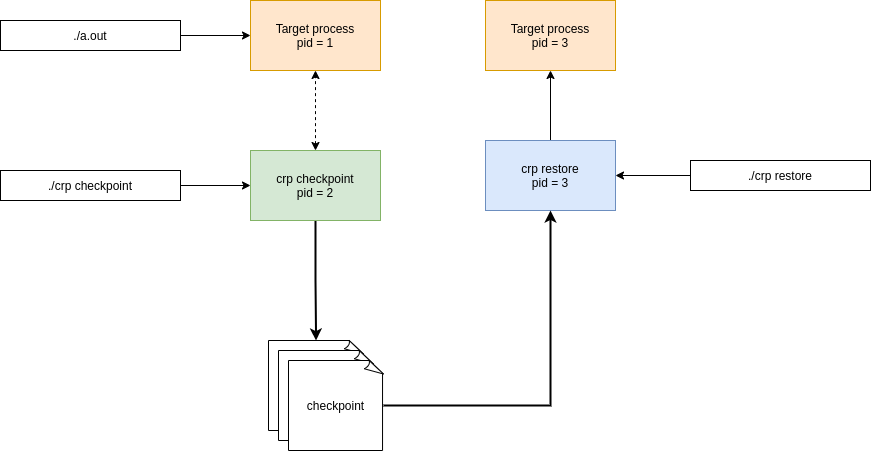 ./a.out
Target process
pid = 1
Target process
pid = 3
./crp checkpoint
crp checkpoint
pid = 2
crp restore
pid = 3
./crp restore
checkpoint